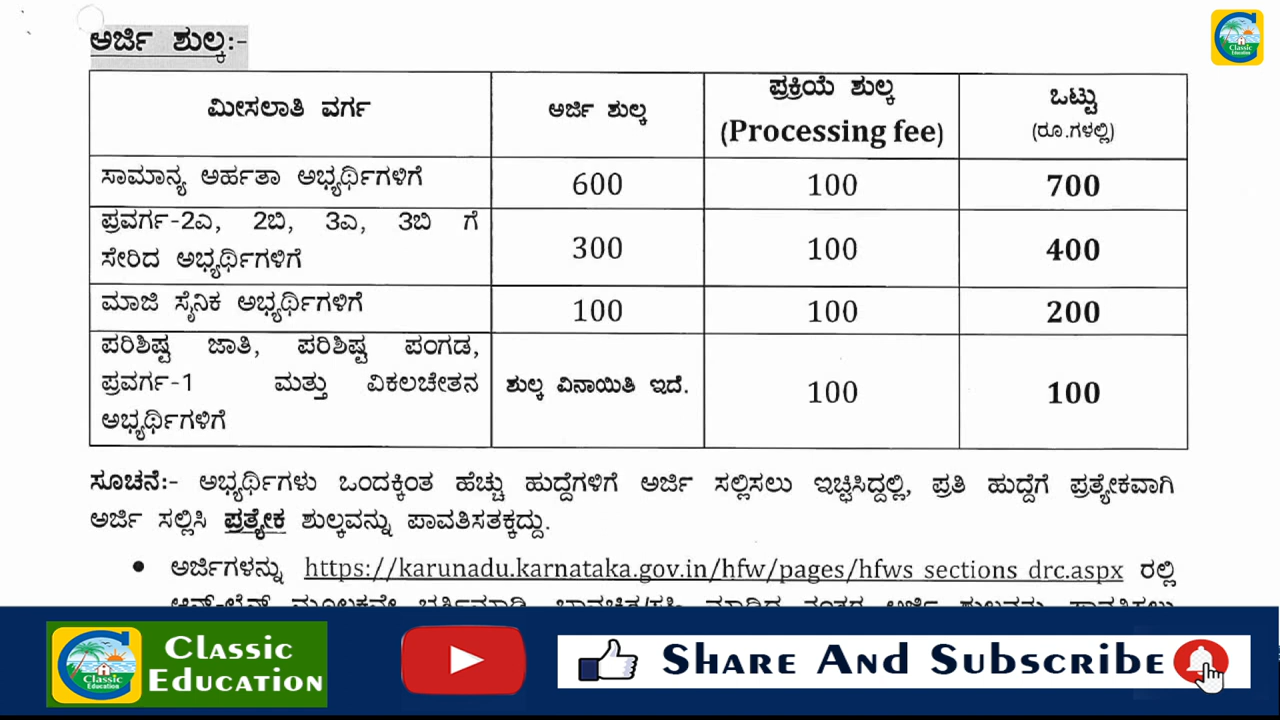 ಅರ್ಜಿ ಶುಲ್ಕ:-
Classic
Education
ಮೀಸಲಾತಿ ವರ್ಗ ಅರ್ಜಿ ಶುಲ್ಕ ಪ್ರಕ್ರಿಯೆ ಶುಲ್ಕ (Processing fee) ಒಟ್ಟು (ರೂ.ಗಳಲ್ಲಿ)
ಸಾಮಾನ್ಯ ಅರ್ಹತಾ ಅಭ್ಯರ್ಥಿಗಳಿಗೆ 600 100 700
ಪ್ರವರ್ಗ-2ಎ, 2ಬಿ, 3ಎ, 3ಬಿ ಗೆ
ಸೇರಿದ ಅಭ್ಯರ್ಥಿಗಳಿಗೆ 300 100 400
ಮಾಜಿ ಸೈನಿಕ ಅಭ್ಯರ್ಥಿಗಳಿಗೆ 100 100 200
ಪರಿಶಿಷ್ಟ ಜಾತಿ, ಪರಿಶಿಷ್ಟ ಪಂಗಡ,
ಪ್ರವರ್ಗ-1 ಮತ್ತು ವಿಕಲಚೇತನ
ಅಭ್ಯರ್ಥಿಗಳಿಗೆ ಶುಲ್ಕ ವಿನಾಯಿತಿ ಇದೆ. 100 100
ಸೂಚನೆ:- ಅಭ್ಯರ್ಥಿಗಳು ಒಂದಕ್ಕಿಂತ ಹೆಚ್ಚು ಹುದ್ದೆಗಳಿಗೆ ಅರ್ಜಿ ಸಲ್ಲಿಸಲು ಇಚ್ಛಿಸಿದ್ದಲ್ಲಿ, ಪ್ರತಿ ಹುದ್ದೆಗೆ ಪ್ರತ್ಯೇಕವಾಗಿ
ಅರ್ಜಿ ಸಲ್ಲಿಸಿ ಪ್ರತ್ಯೇಕ ಶುಲ್ಕವನ್ನು ಪಾವತಿಸತಕ್ಕದ್ದು.
• ಅರ್ಜಿಗಳನ್ನು https://karunadu.karnataka.gov.in/hfw/pages/hfws_sections_drc.aspx ರಲ್ಲಿ
Classic
Education
Classic
Education
Share And Subscribe